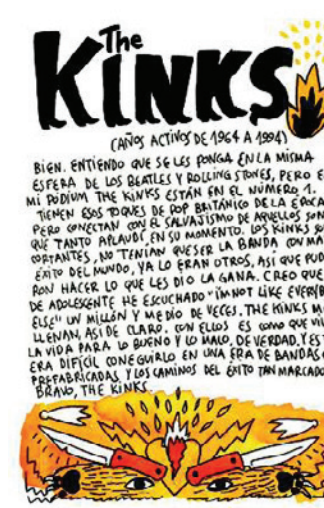 The
KINKS
(AÑOS ACTIVOS DE 1964 A 1994)
BIEN. ENTIENDO QUE SE LES PONGA EN LA MISMA
ESFERA DE LOS BEATLES Y ROLLING STONES, PERO E
MI PÓDIUM THE KINKS ESTÁN EN EL NÚMERO 1.
TIENEN ESOS TOQUES DE POP BRITÁNICO DE LA ÉPOCA
PERO CONECTAN CON EL SALVAJISMO DE AQUELLOS SON
QUE TANTO APLAUDÍ, EN SU MOMENTO. LOS KINKS SO
CORTANTES, NO TENÍAN QUE SER LA BANDA CON MÁ
ÉXITO DEL MUNDO, YA LO ERAN OTROS, ASÍ QUE PUD
RON HACER LO QUE LES DIO LA GANA. CREO QUE
DE ADOLESCENTE HE ESCUCHADO "I'M NOT LIKE EVERYB
ELSE" UN MILLÓN Y MEDIO DE VECES. THE KINKS M
LLENAN, ASÍ DE CLARO. CON ELLOS ES COMO QUE VIV
LA VIDA PARA LO BUENO Y LO MALO, DE VERDAD. Y ES
ERA DIFÍCIL CONEGUIRLO EN UNA ERA DE BANDAS
PREFABRICADAS, Y LOS CAMINOS DEL ÉXITO TAN MARCADO
BRAVO, THE KINKS.